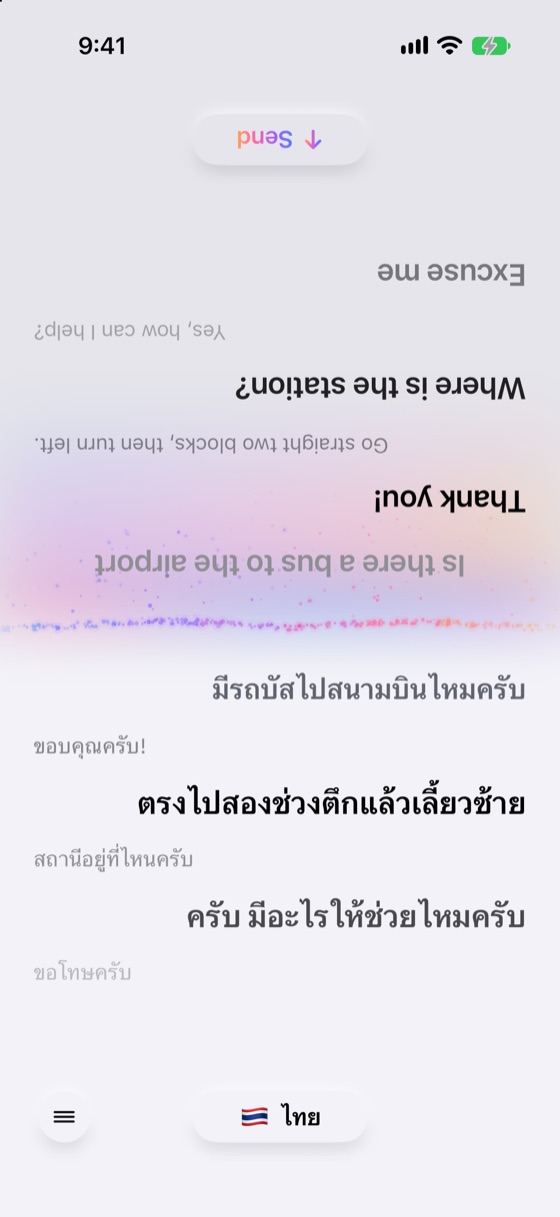 9:41
Send
Excuse me
Yes, how can I help?
Where is the station?
Go straight two blocks, then turn left.
Thank you!
Is there a bus to the airport
มีรถบัสไปสนามบินไหมครับ
ขอบคุณครับ!
ตรงไปสองช่วงตึกแล้วเลี้ยวซ้าย
สถานีอยู่ที่ไหนครับ
ครับ มีอะไรให้ช่วยไหมครับ
ขอโทษครับ
ไทย